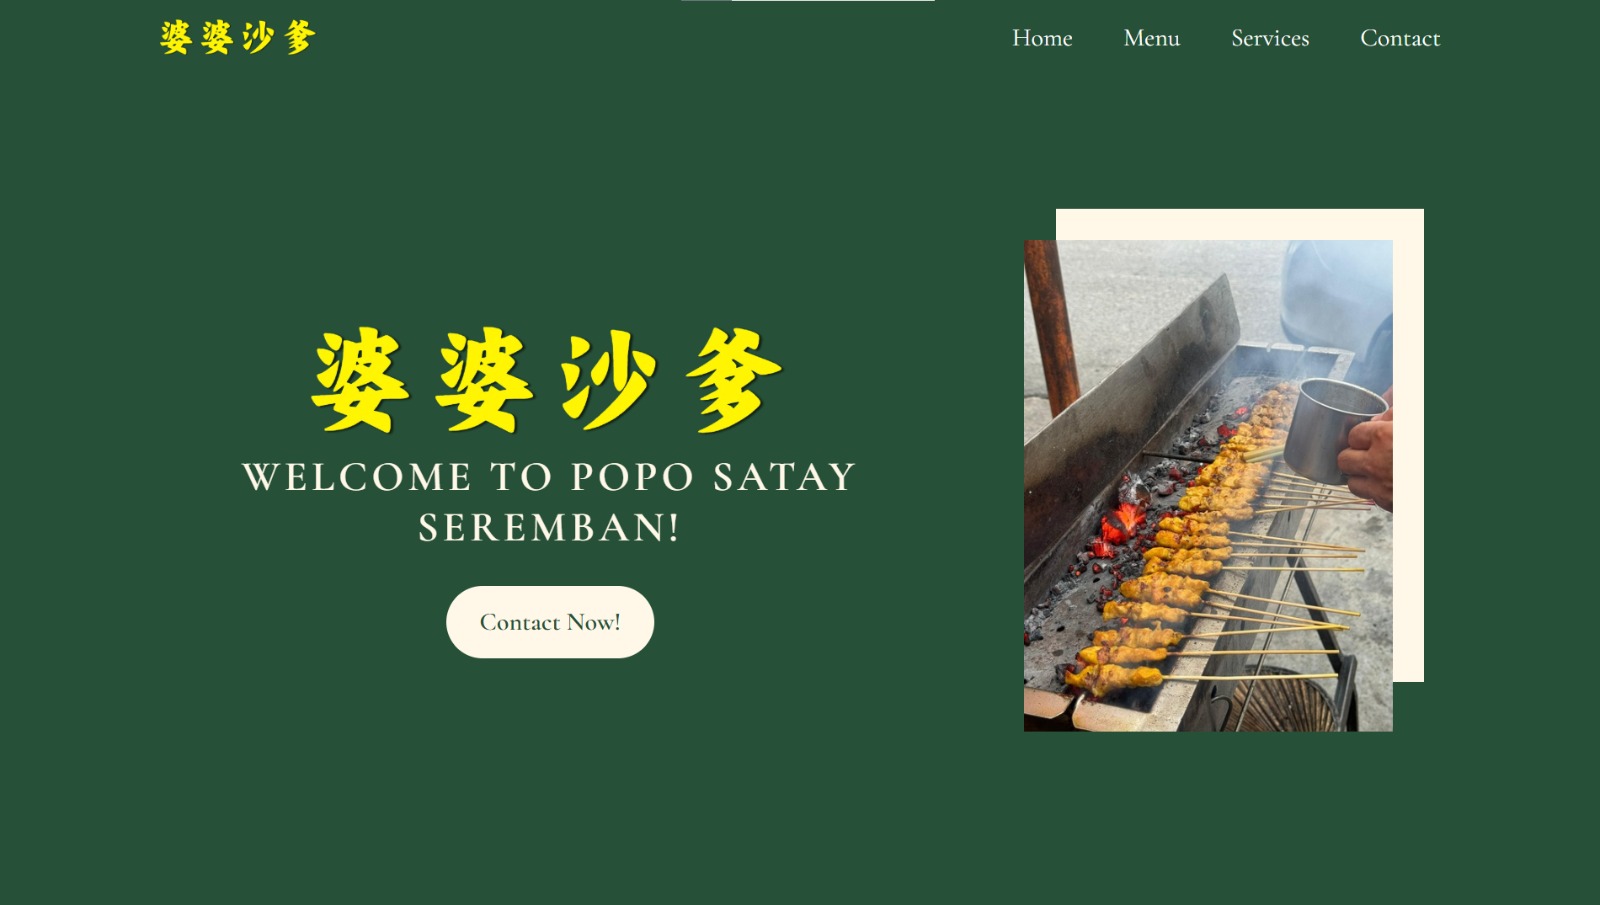 婆婆沙爹
Home Menu Services Contact
婆婆沙爹
WELCOME TO POPO SATAY
SEREMBAN!
Contact Now!